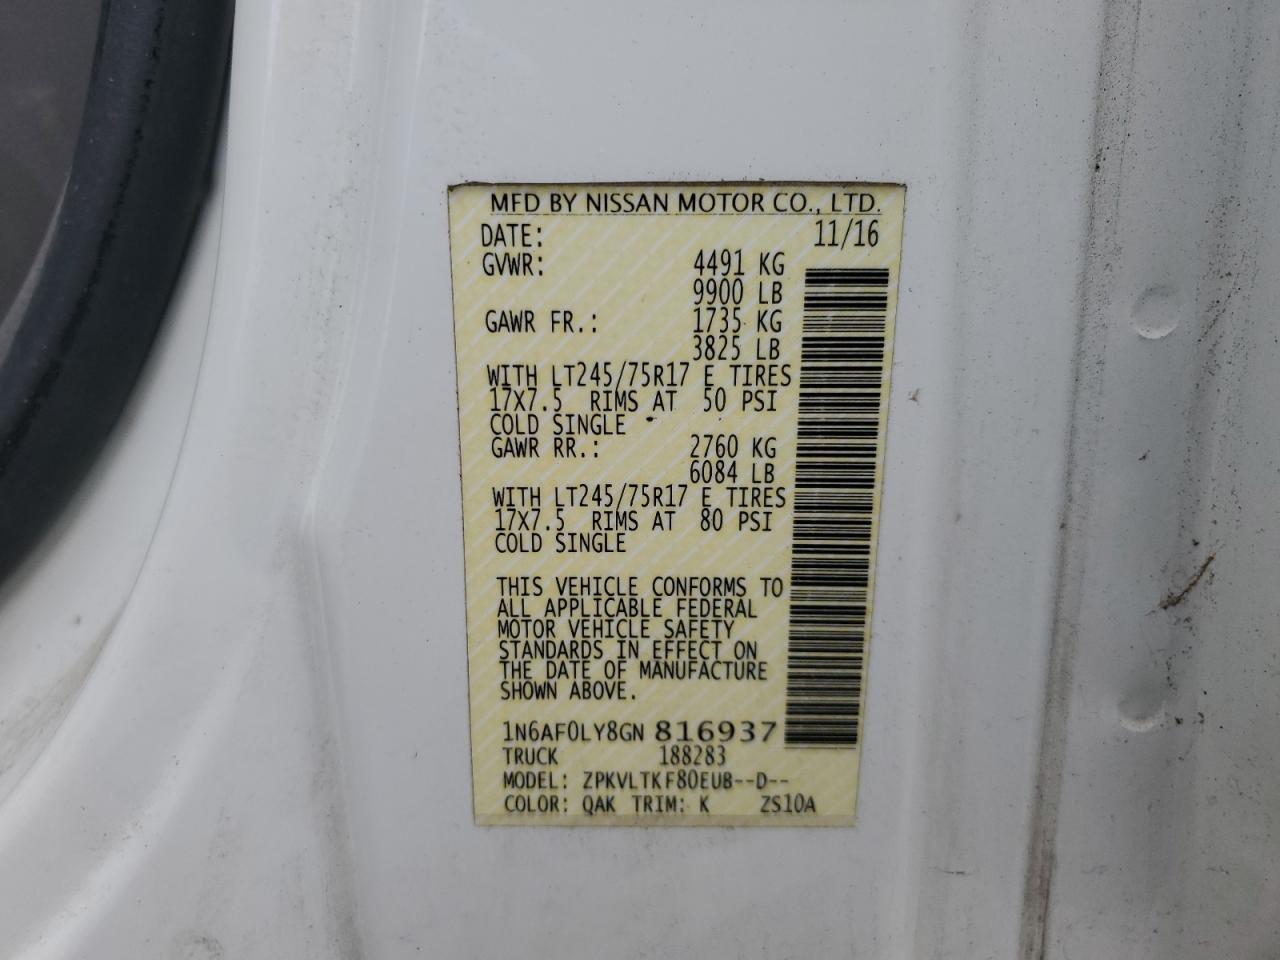 MFD BY NISSAN MOTOR CO., LTD.
DATE: 11/16
GVWR: 4491 KG
9900 LB
GAWR FR.: 1735 KG
3825 LB
WITH LT245/75R17 E TIRES
17X7.5 RIMS AT 50 PSI
COLD SINGLE
GAWR RR.: 2760 KG
6084 LB
WITH LT245/75R17 E TIRES
17X7.5 RIMS AT 80 PSI
COLD SINGLE
THIS VEHICLE CONFORMS TO
ALL APPLICABLE FEDERAL
MOTOR VEHICLE SAFETY
STANDARDS IN EFFECT ON
THE DATE OF MANUFACTURE
SHOWN ABOVE.
1N6AF0LY8GN 816937
TRUCK 188283
MODEL: ZPKVLTKF80EUB--D--
COLOR: QAK TRIM: K ZS10A